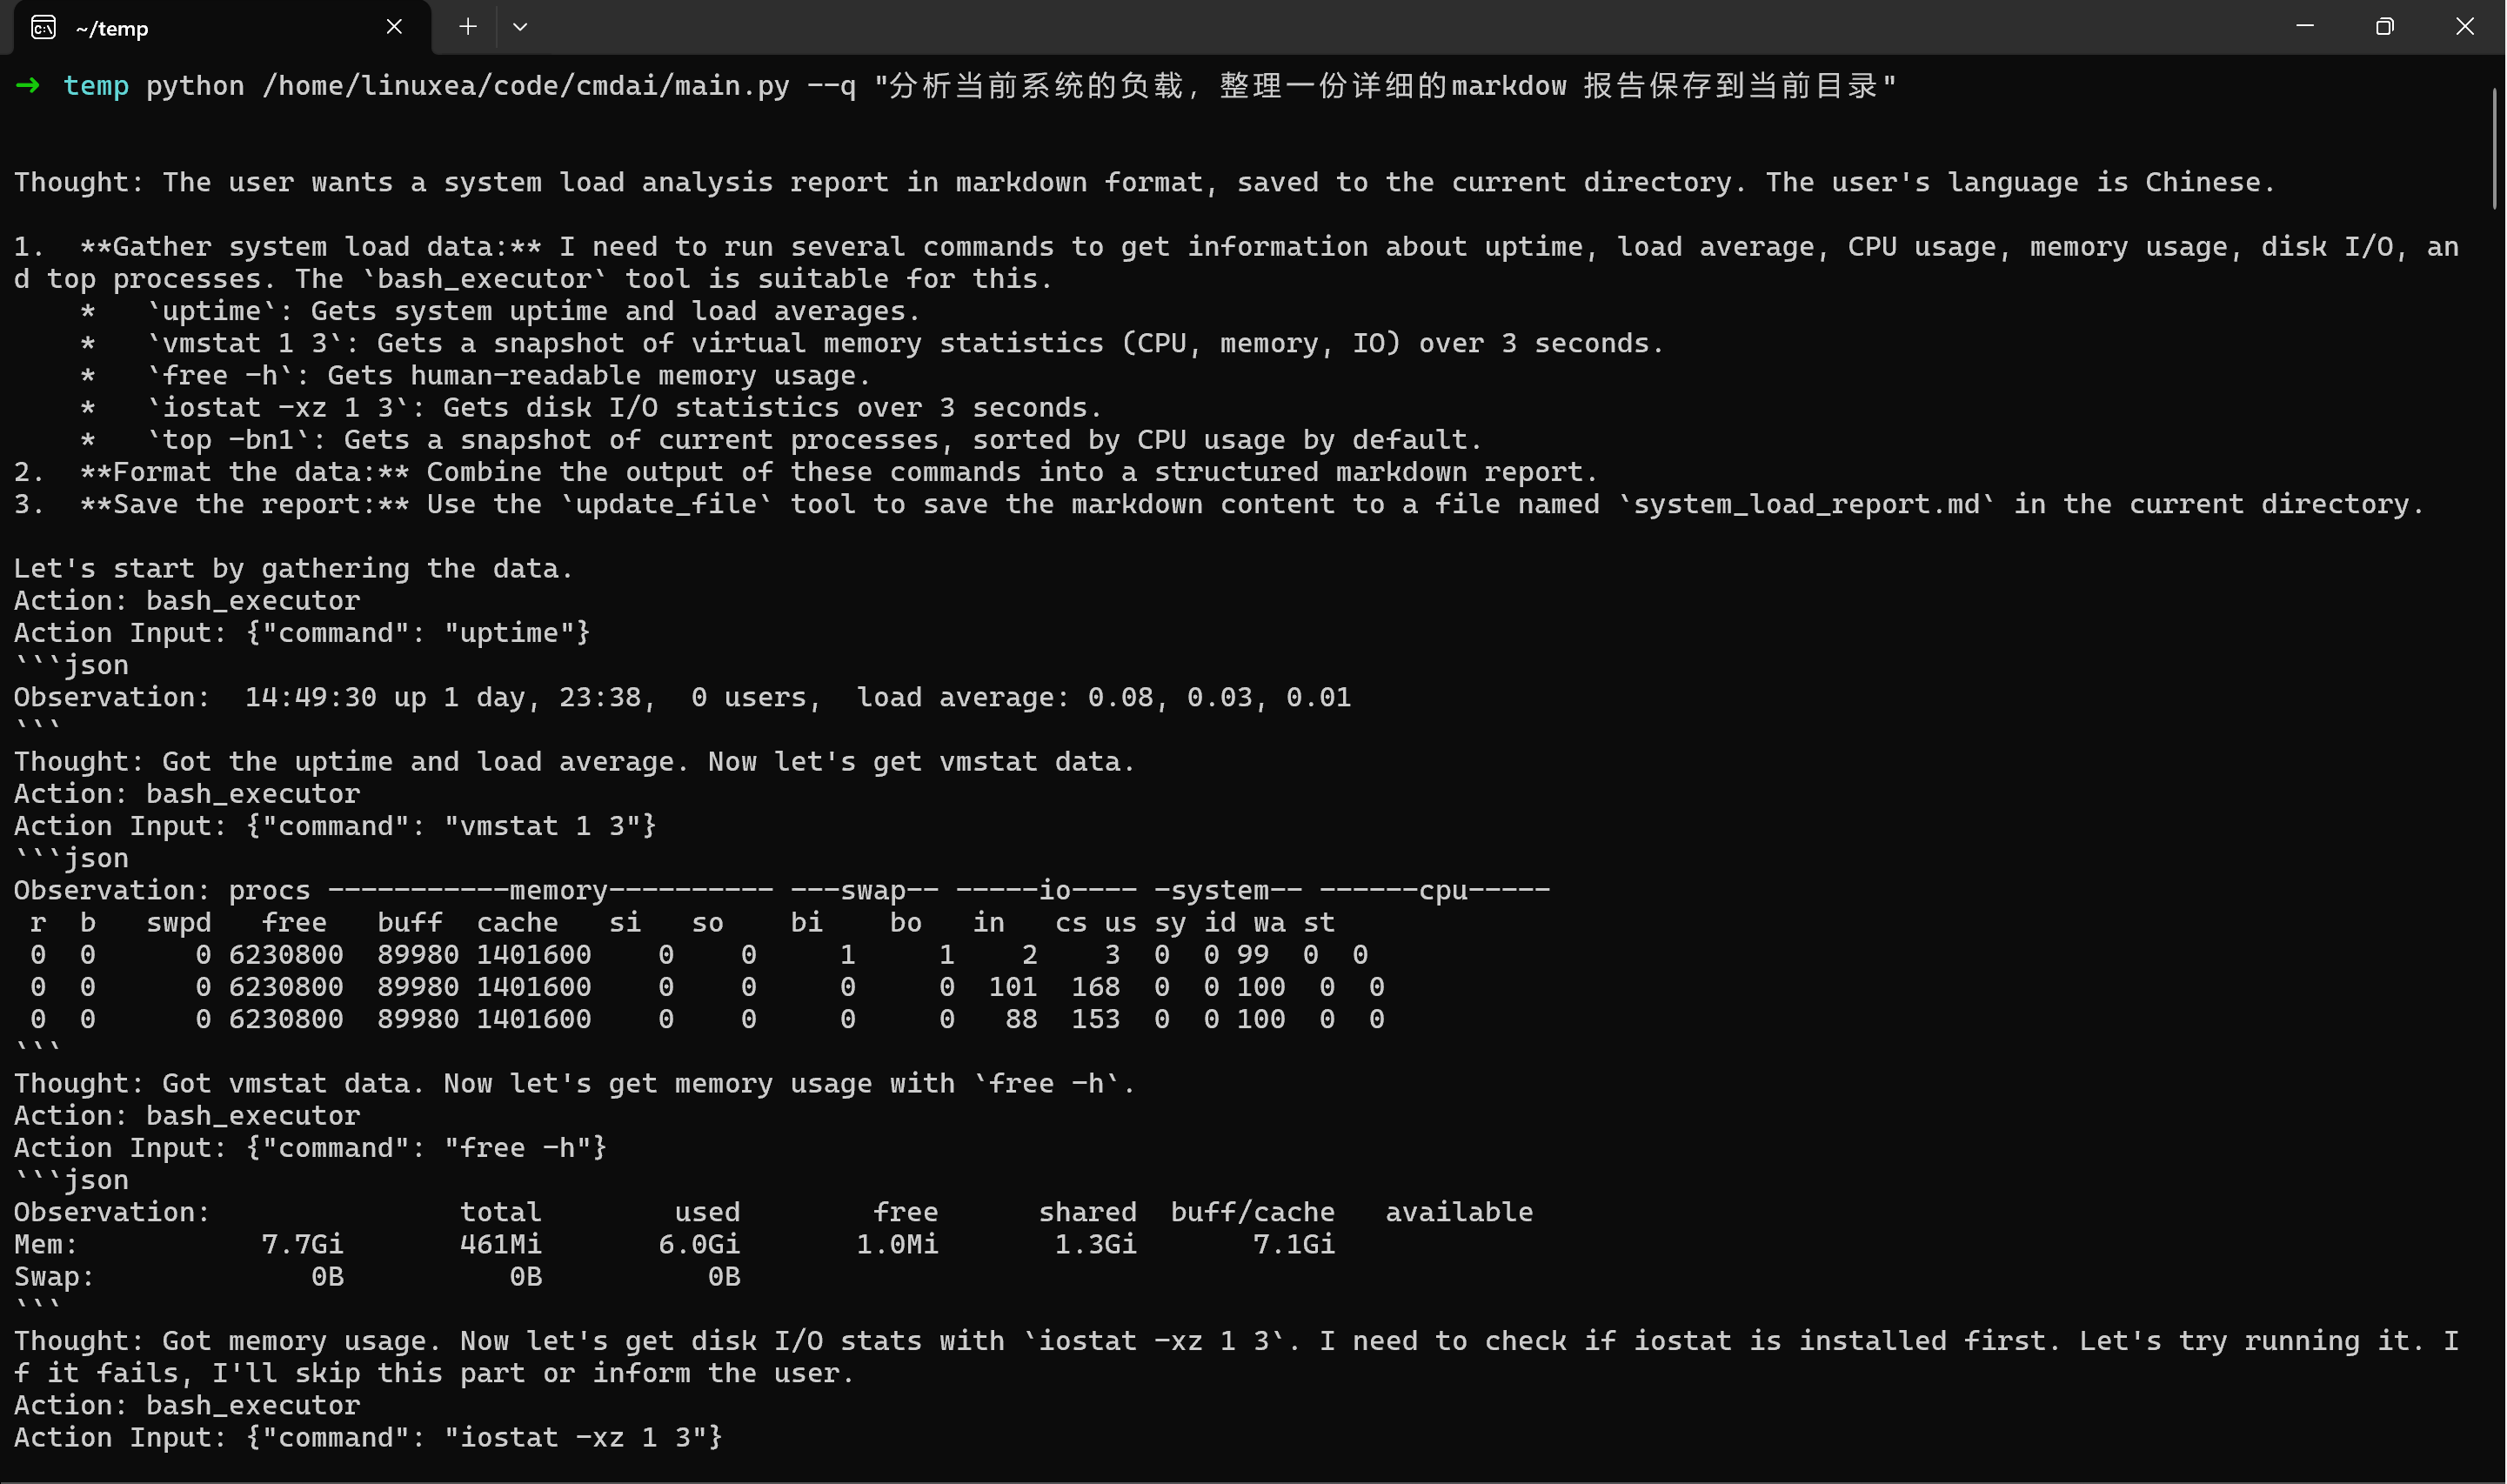 ~/temp
→ temp python /home/linuxea/code/cmdai/main.py --q "分析当前系统的负载，整理一份详细的markdow 报告保存到当前目录"
Thought: The user wants a system load analysis report in markdown format, saved to the current directory. The user's language is Chinese.
1.  **Gather system load data:** I need to run several commands to get information about uptime, load average, CPU usage, memory usage, disk I/O, an
d top processes. The `bash_executor` tool is suitable for this.
    *   `uptime`: Gets system uptime and load averages.
    *   `vmstat 1 3`: Gets a snapshot of virtual memory statistics (CPU, memory, IO) over 3 seconds.
    *   `free -h`: Gets human-readable memory usage.
    *   `iostat -xz 1 3`: Gets disk I/O statistics over 3 seconds.
    *   `top -bn1`: Gets a snapshot of current processes, sorted by CPU usage by default.
2.  **Format the data:** Combine the output of these commands into a structured markdown report.
3.  **Save the report:** Use the `update_file` tool to save the markdown content to a file named `system_load_report.md` in the current directory.
Let's start by gathering the data.
Action: bash_executor
Action Input: {"command": "uptime"}
```json
Observation:  14:49:30 up 1 day, 23:38,  0 users,  load average: 0.08, 0.03, 0.01
```
Thought: Got the uptime and load average. Now let's get vmstat data.
Action: bash_executor
Action Input: {"command": "vmstat 1 3"}
```json
Observation: procs -----------memory---------- ---swap-- -----io---- -system-- ------cpu-----
 r  b    swpd   free   buff  cache   si   so    bi    bo   in   cs us sy id wa st
 0  0      0 6230800  89980 1401600    0    0     1     1    2    3  0  0 99  0  0
 0  0      0 6230800  89980 1401600    0    0     0     0  101  168  0  0 100  0  0
 0  0      0 6230800  89980 1401600    0    0     0     0   88  153  0  0 100  0  0
```
Thought: Got vmstat data. Now let's get memory usage with `free -h`.
Action: bash_executor
Action Input: {"command": "free -h"}
```json
Observation:               total        used        free      shared  buff/cache   available
Mem:           7.7Gi       461Mi       6.0Gi       1.0Mi       1.3Gi       7.1Gi
Swap:             0B          0B          0B
```
Thought: Got memory usage. Now let's get disk I/O stats with `iostat -xz 1 3`. I need to check if iostat is installed first. Let's try running it. I
f it fails, I'll skip this part or inform the user.
Action: bash_executor
Action Input: {"command": "iostat -xz 1 3"}